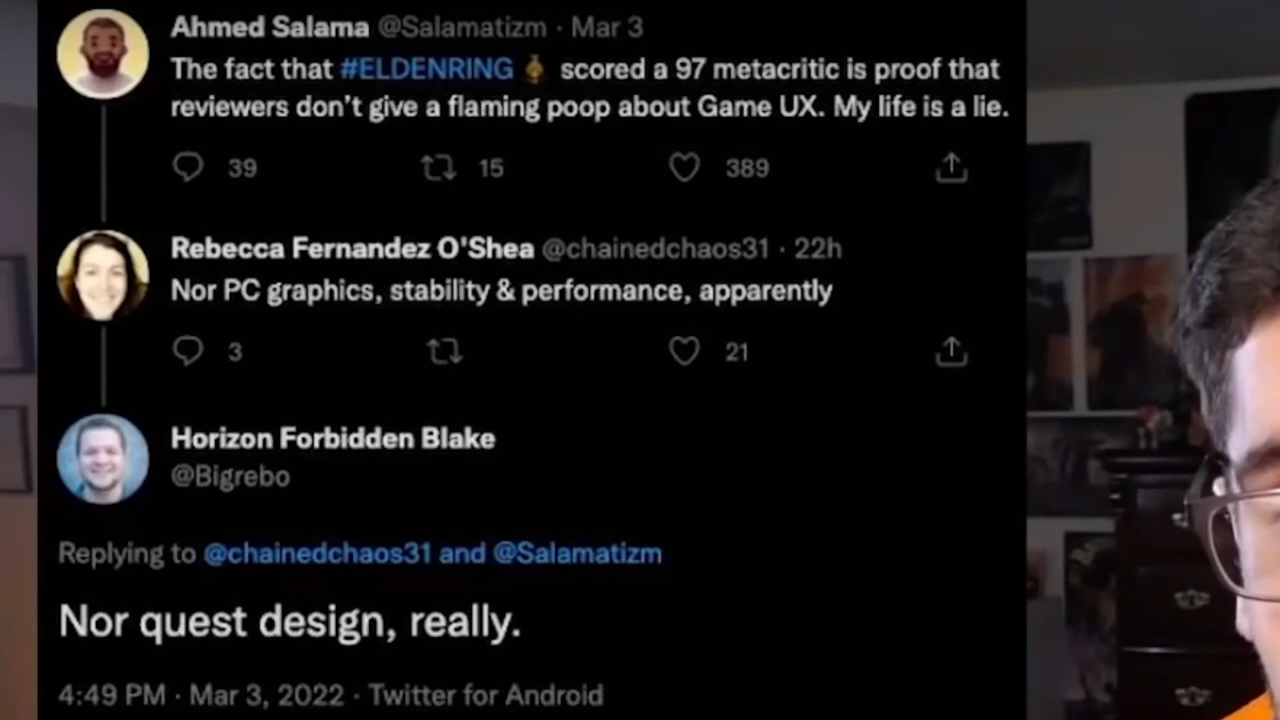 Ahmed Salama @Salamatizm · Mar 3
The fact that #ELDENRING scored a 97 metacritic is proof that
reviewers don’t give a flaming poop about Game UX. My life is a lie.
39 15 389
Rebecca Fernandez O'Shea @chainedchaos31 · 22h
Nor PC graphics, stability & performance, apparently
3 21
Horizon Forbidden Blake
@Bigrebo
Replying to @chainedchaos31 and @Salamatizm
Nor quest design, really.
4:49 PM · Mar 3, 2022 · Twitter for Android